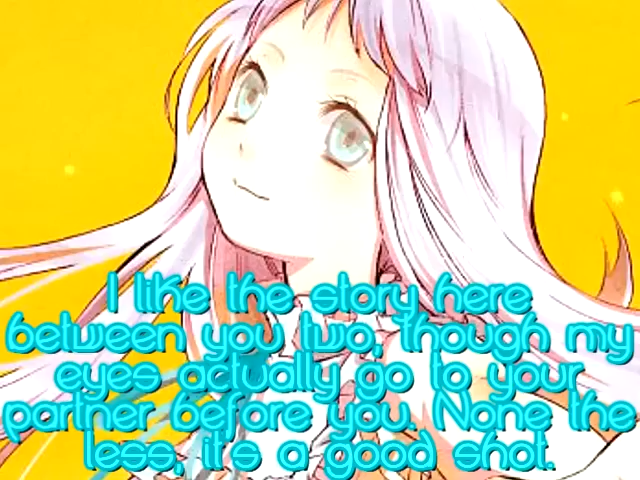 I like the story here
between you two, though my
eyes actually go to your
partner before you. None the
less, it's a good shot.